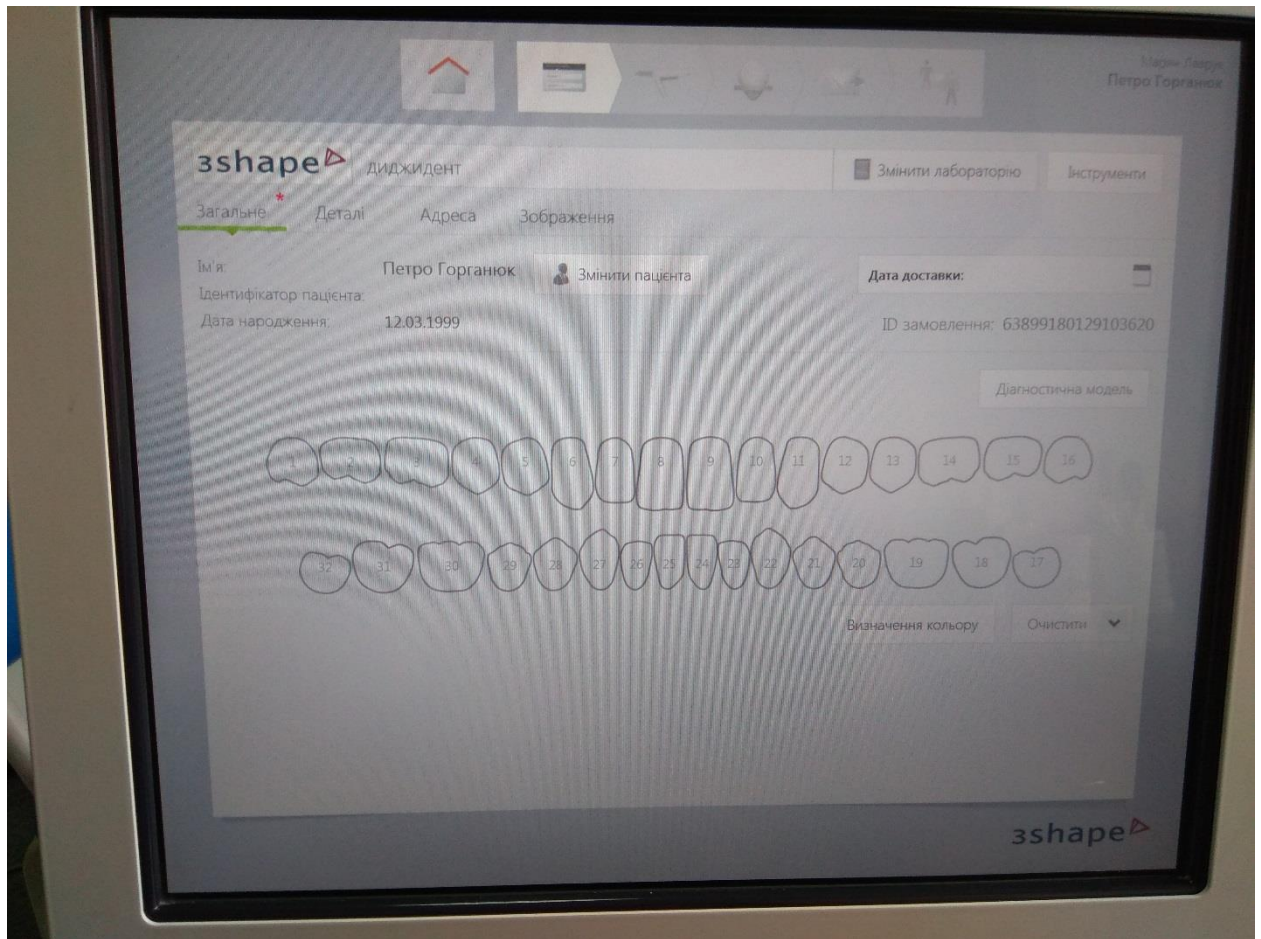 Петро Горганюк
3shape
диджидент
Змінити лабораторію
Інструменти
Загальне *
Деталі
Адреса
Зображення
Ім'я:
Петро Горганюк
Змінити пацієнта
Дата доставки:
Ідентифікатор пацієнта:
Дата народження:
12.03.1999
ID замовлення: 63899180129103620
Діагностична модель
1 2 3 4 5 6 7 8 9 10 11 12 13 14 15 16
32 31 30 29 28 27 26 25 24 23 22 21 20 19 18 17
Визначення кольору
Очистити
3shape